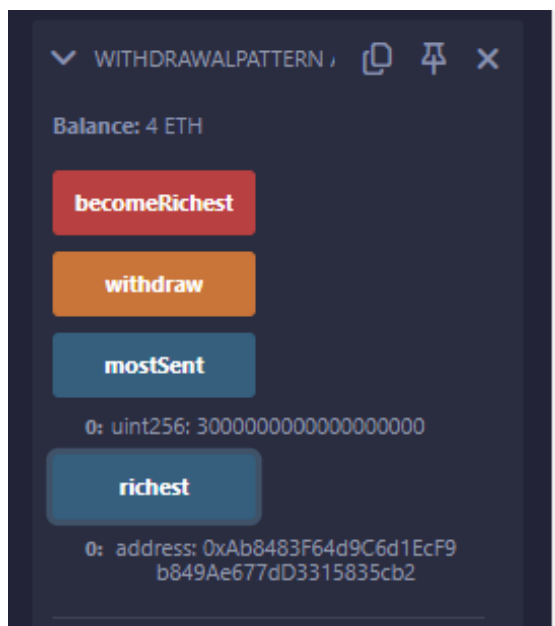 WITHDRAWALPATTERN
Balance: 4 ETH
becomeRichest
withdraw
mostSent
0: uint256: 3000000000000000000
richest
0: address: 0xAb8483F64d9C6d1EcF9
b849Ae677dD3315835cb2